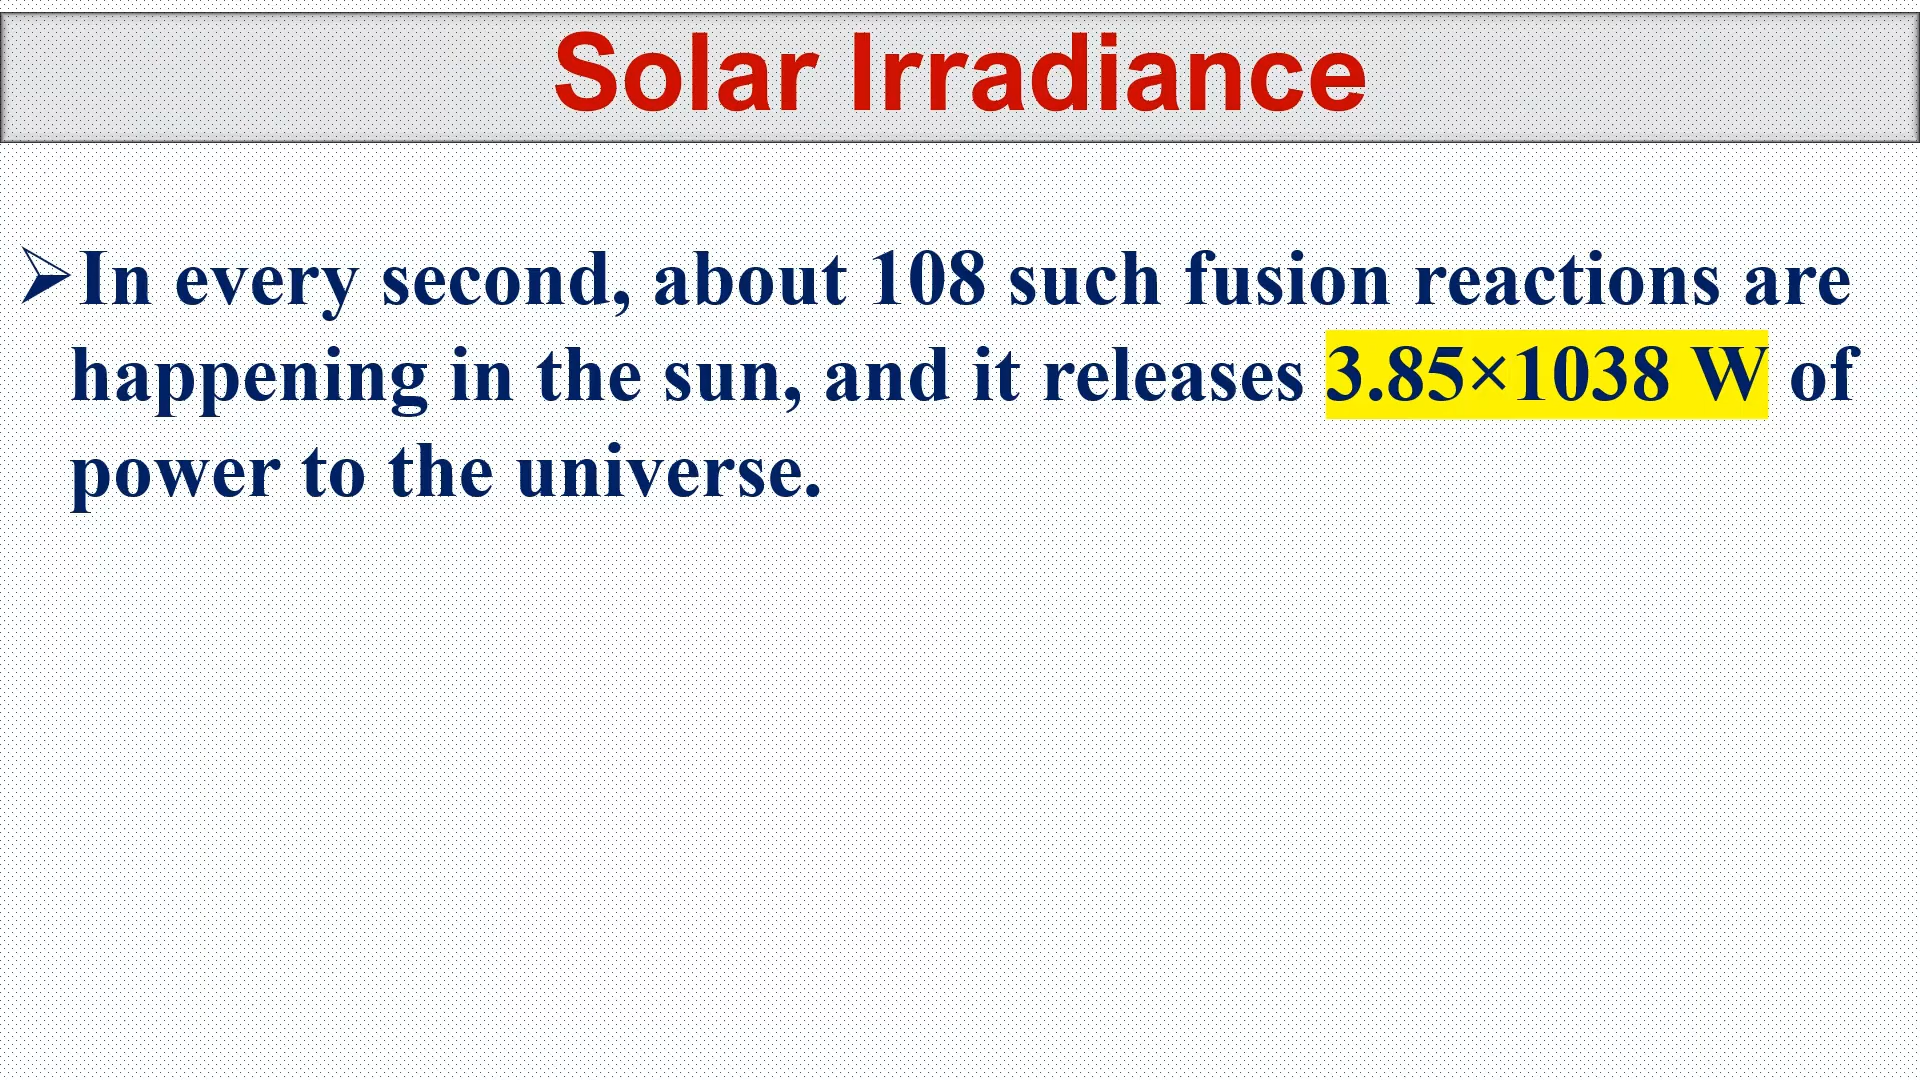 Solar Irradiance
➢In every second, about 108 such fusion reactions are
happening in the sun, and it releases 3.85×1038 W of
power to the universe.